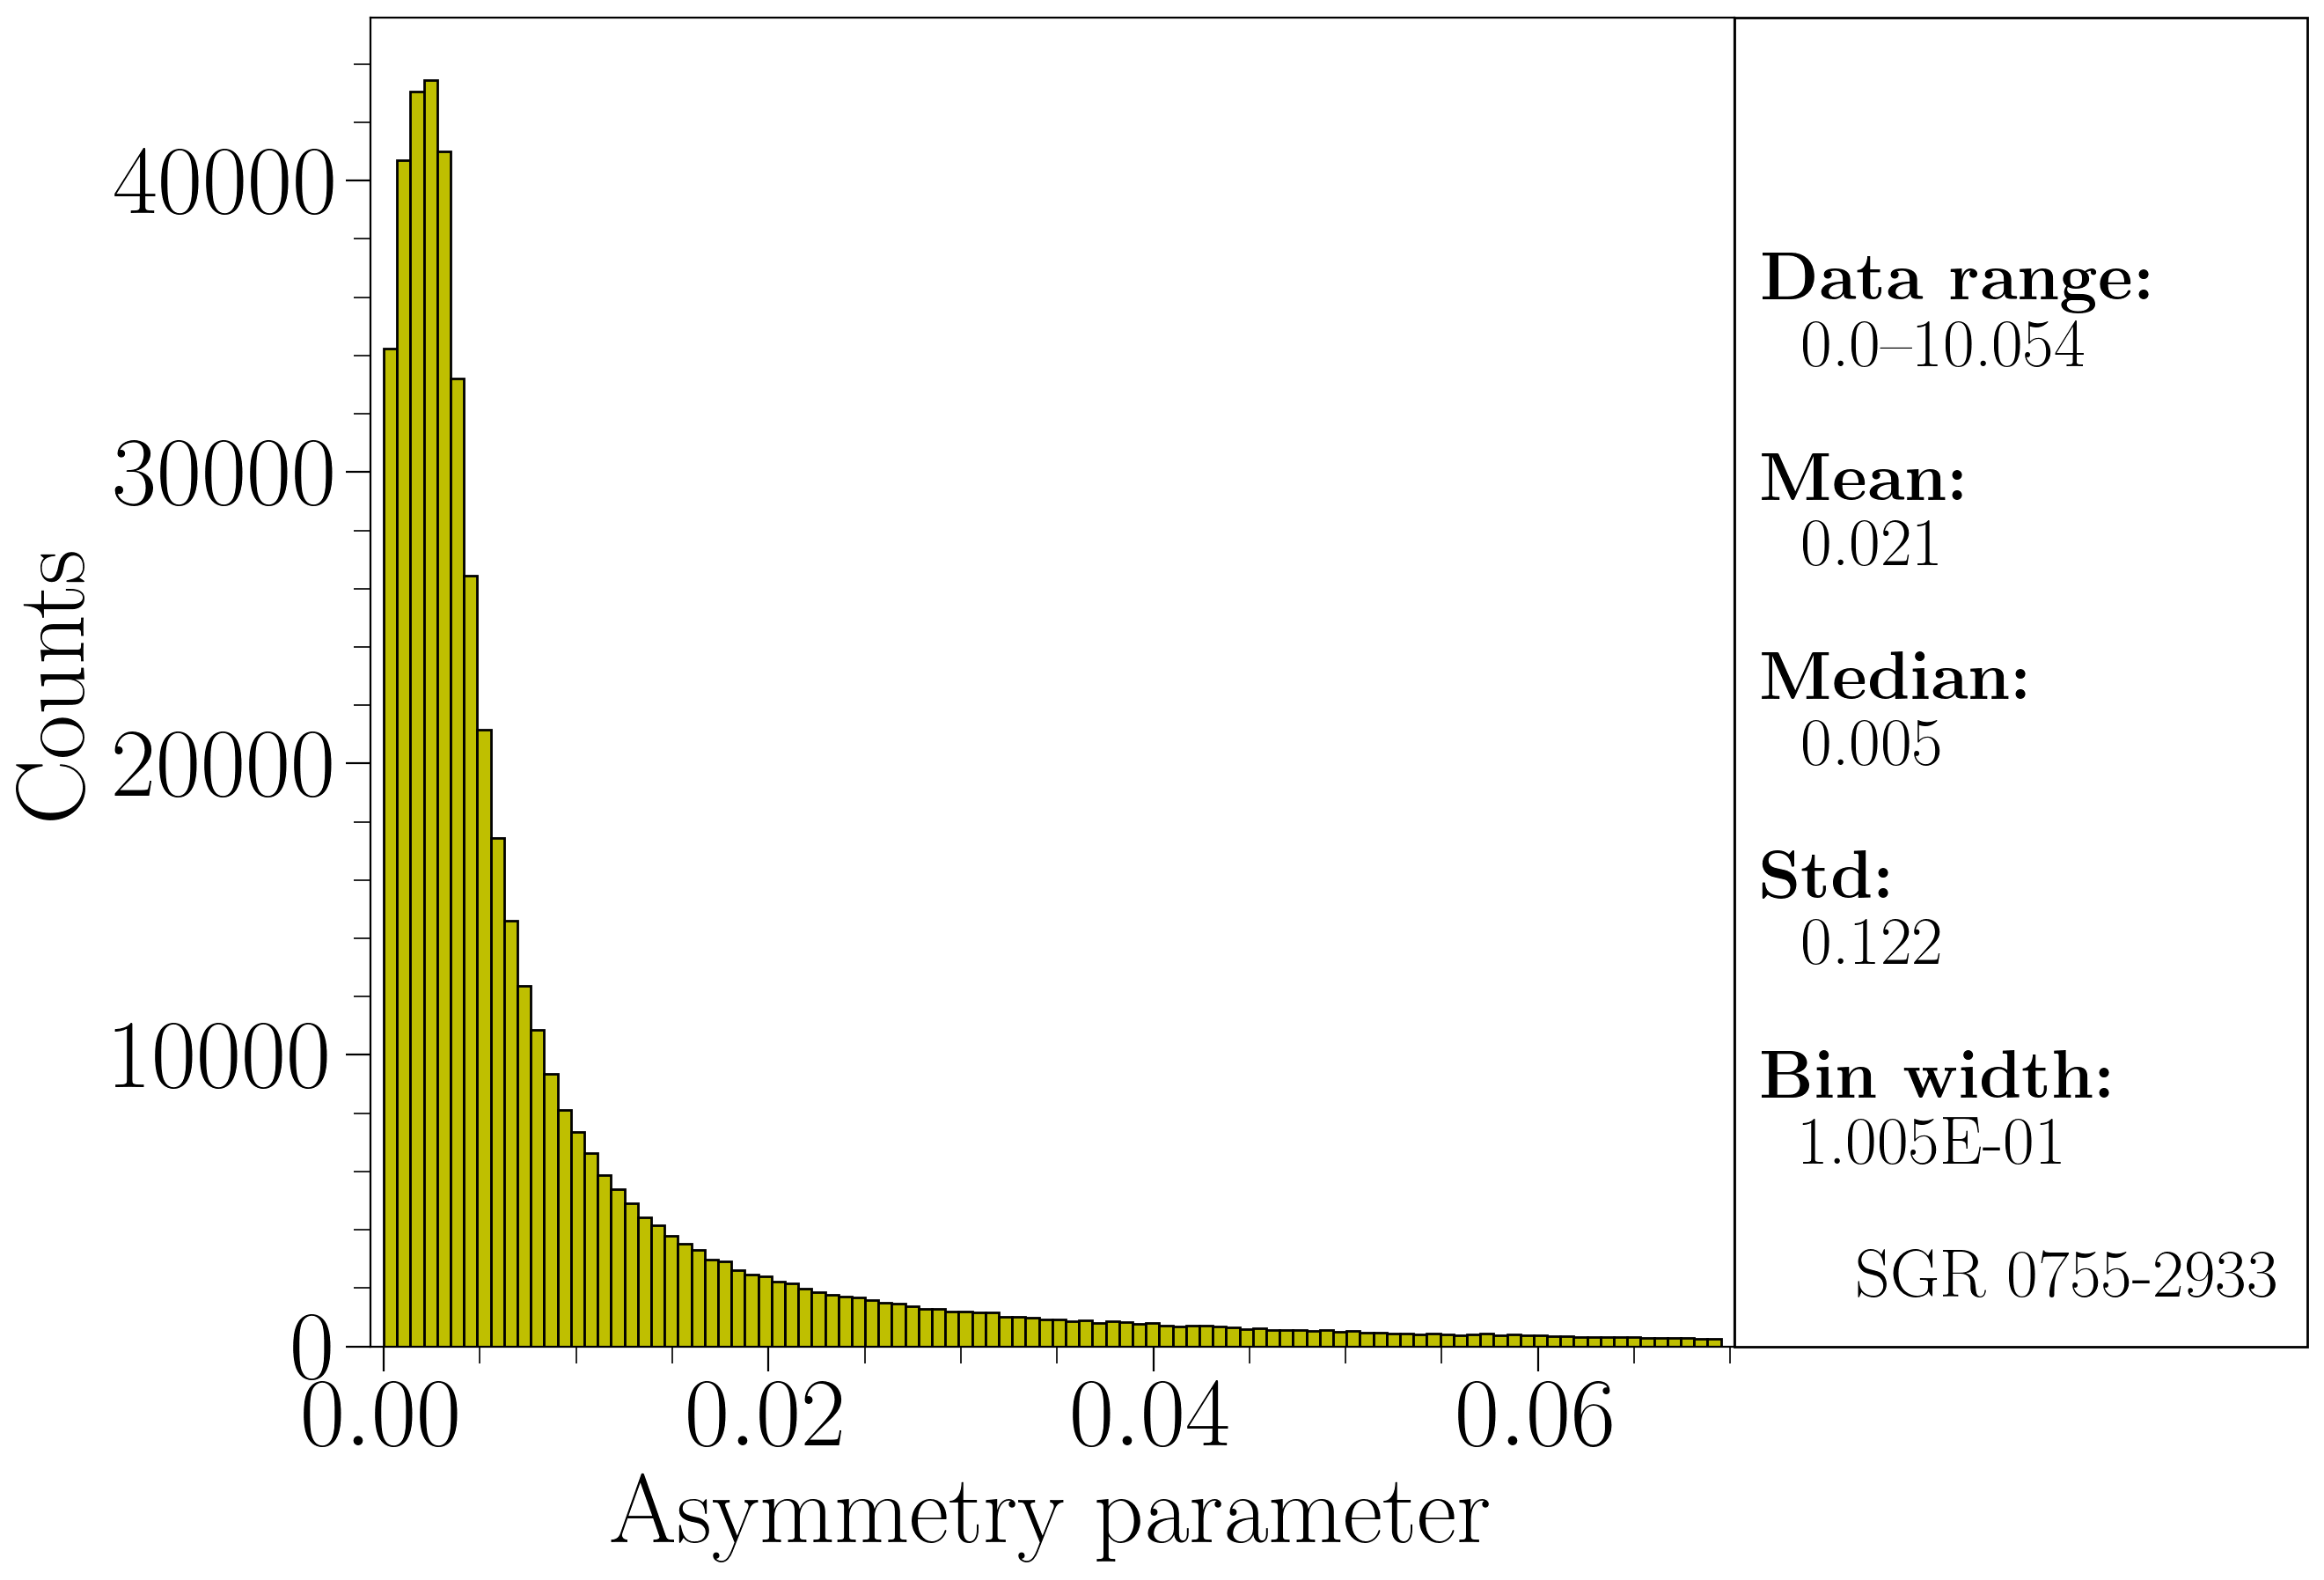 40000
30000
20000
10000
0
Counts
0.00 0.02 0.04 0.06
Asymmetry parameter
Data range:
0.0–10.054
Mean:
0.021
Median:
0.005
Std:
0.122
Bin width:
1.005E-01
SGR 0755-2933